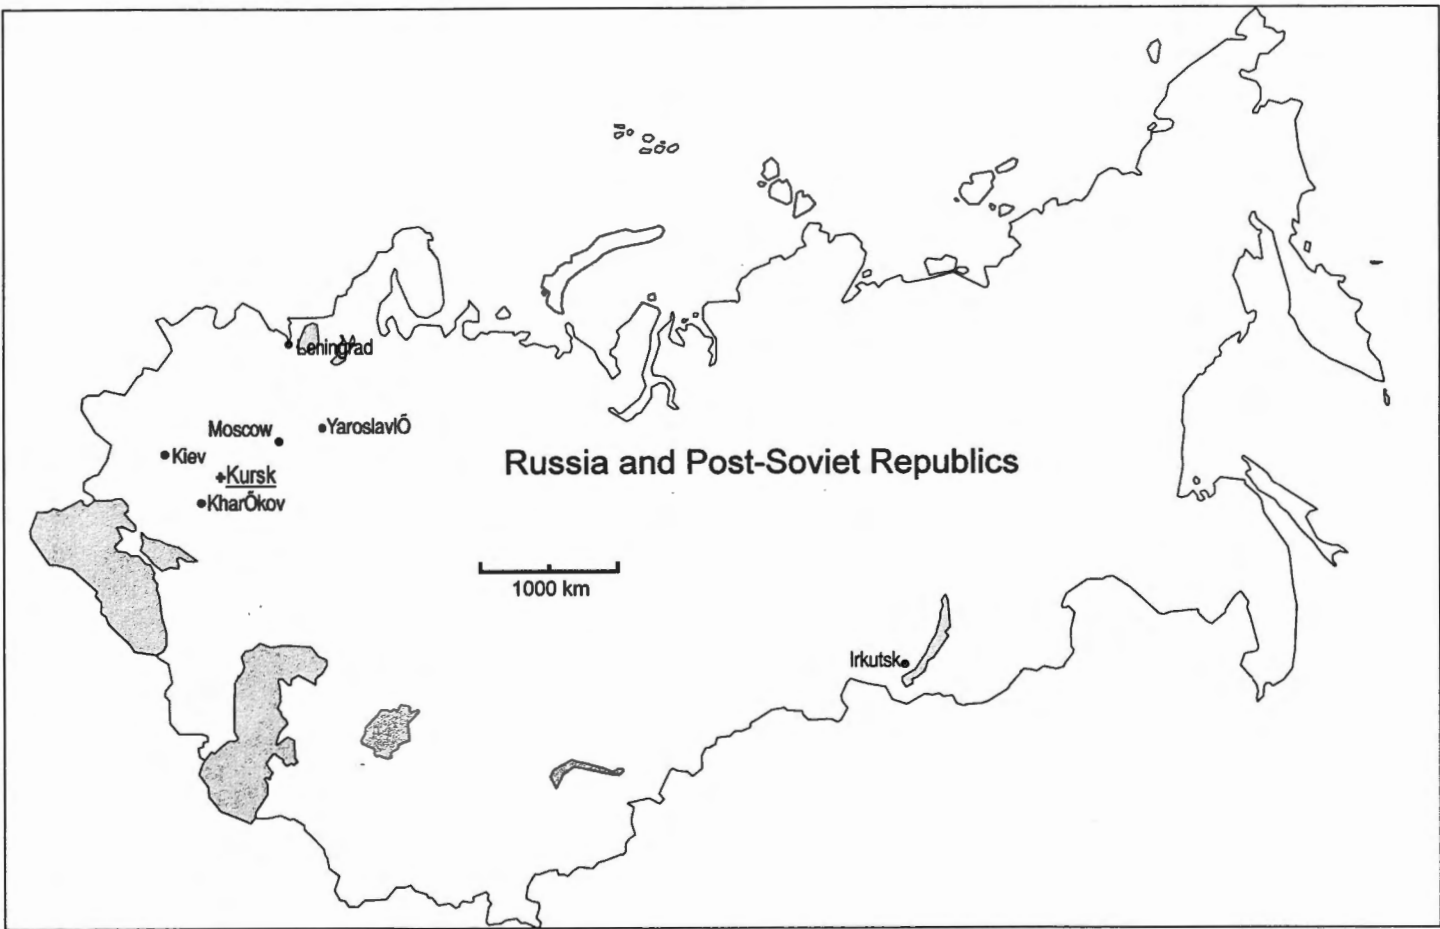 Leningrad
Moscow
YaroslavlÕ
Kiev
Kursk
KharÕkov
Russia and Post-Soviet Republics
1000 km
Irkutsk